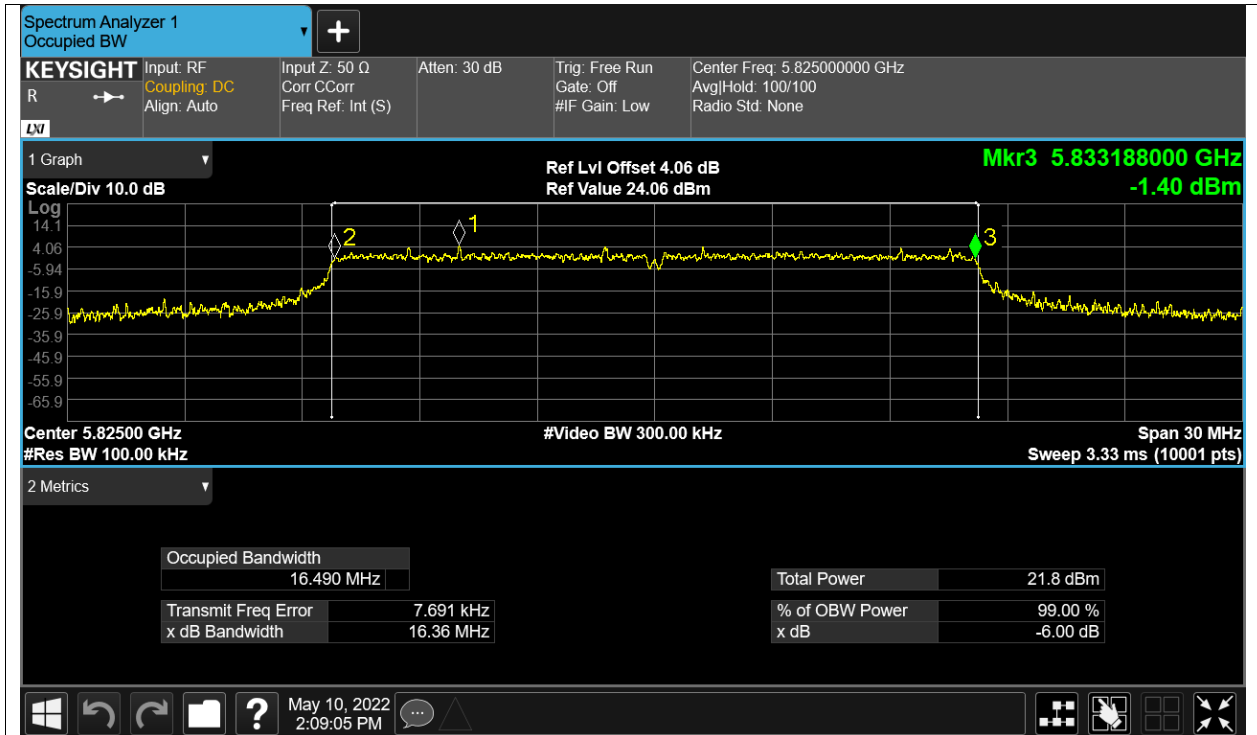 Spectrum Analyzer 1
Occupied BW
KEYSIGHT
R
LXI
Input: RF
Coupling: DC
Align: Auto
Input Z: 50 Ω
Corr CCorr
Freq Ref: Int (S)
Atten: 30 dB
Trig: Free Run
Gate: Off
#IF Gain: Low
Center Freq: 5.825000000 GHz
Avg|Hold: 100/100
Radio Std: None
1 Graph
Scale/Div 10.0 dB
Ref Lvl Offset 4.06 dB
Ref Value 24.06 dBm
Mkr3 5.833188000 GHz
-1.40 dBm
Log
14.1
4.06
-5.94
-15.9
-25.9
-35.9
-45.9
-55.9
-65.9
2
1
3
Center 5.82500 GHz
#Res BW 100.00 kHz
#Video BW 300.00 kHz
Span 30 MHz
Sweep 3.33 ms (10001 pts)
2 Metrics
Occupied Bandwidth
16.490 MHz
Transmit Freq Error 7.691 kHz
x dB Bandwidth 16.36 MHz
Total Power 21.8 dBm
% of OBW Power 99.00 %
x dB -6.00 dB
?
May 10, 2022
2:09:05 PM